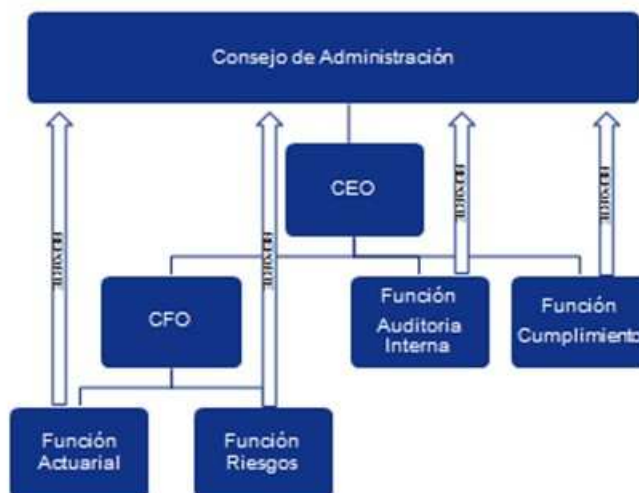 Consejo de Administración
CEO
CFO
Función
Auditoria
Interna
Función
Cumplimiento
Función
Actuarial
Función
Riesgos